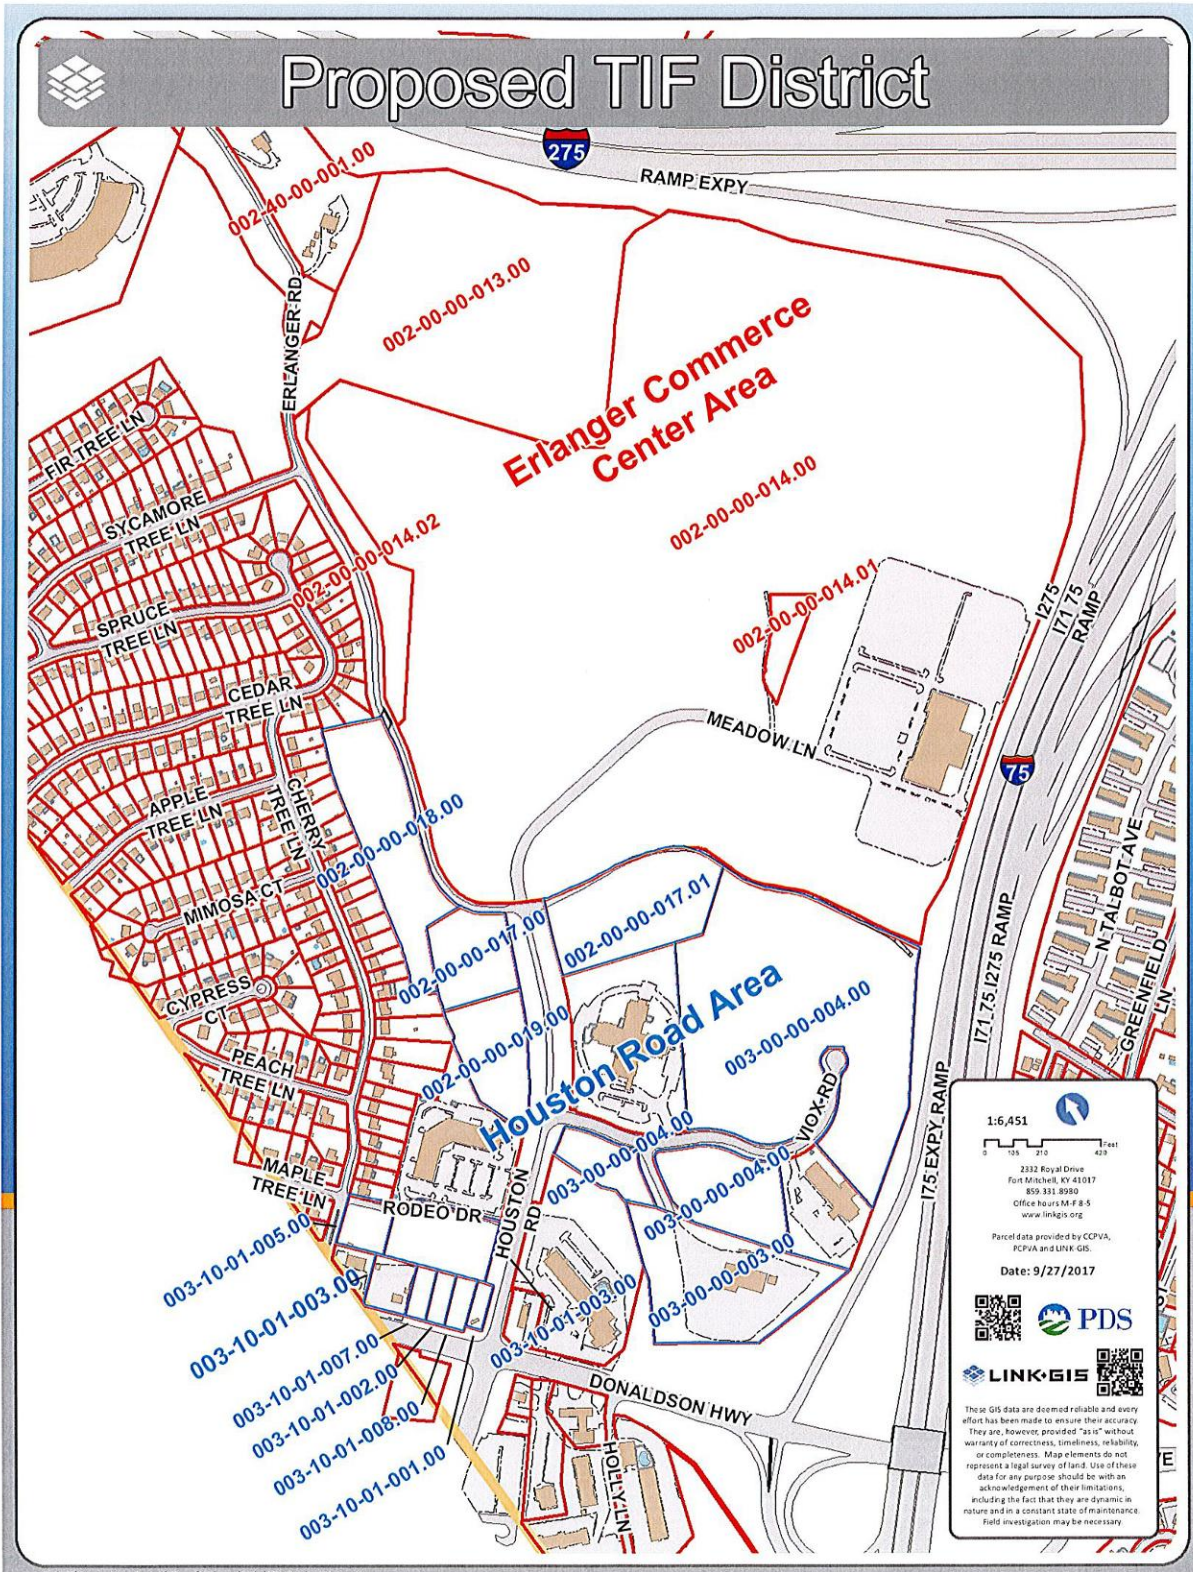 Proposed TIF District
275
RAMP EXPY
002-40-00-001.00
002-00-00-013.00
ERLANGER RD
Erlanger Commerce
Center Area
FIR TREE LN
SYCAMORE
TREE LN
002-00-00-014.00
002-00-00-014.02
002-00-00-014.01
I275
I71 75
RAMP
SPRUCE
TREE LN
CEDAR
TREE LN
MEADOW LN
75
CHERRY
TREE LN
APPLE
TREE LN
002-00-00-018.00
N TALBOT AVE
MIMOSA CT
002-00-00-017.00
002-00-00-017.01
GREENFIELD
LN
CYPRESS
CT
I71 75 I275 RAMP
Houston Road Area
003-00-00-004.00
002-00-00-019.00
PEACH
TREE LN
VIOX RD
I75 EXPY RAMP
003-00-00-004.00
003-00-00-004.00
MAPLE
TREE LN
RODEO DR
HOUSTON
RD
003-00-00-003.00
003-10-01-005.00
003-10-01-003.00
003-10-01-003.00
003-10-01-007.00
003-10-01-002.00
003-10-01-008.00
003-10-01-001.00
DONALDSON HWY
HOLLY LN
VE
1:6,451
0 105 210 420 Feet
2332 Royal Drive
Fort Mitchell, KY 41017
859.331.8980
Office hours M-F 8-5
www.linkgis.org
Parcel data provided by CCPVA,
PCPVA and LINK-GIS.
Date: 9/27/2017
PDS
LINK•GIS
These GIS data are deemed reliable and every
effort has been made to ensure their accuracy.
They are, however, provided "as is" without
warranty of correctness, timeliness, reliability,
or completeness. Map elements do not
represent a legal survey of land. Use of these
data for any purpose should be with an
acknowledgement of their limitations,
including the fact that they are dynamic in
nature and in a constant state of maintenance.
Field investigation may be necessary.